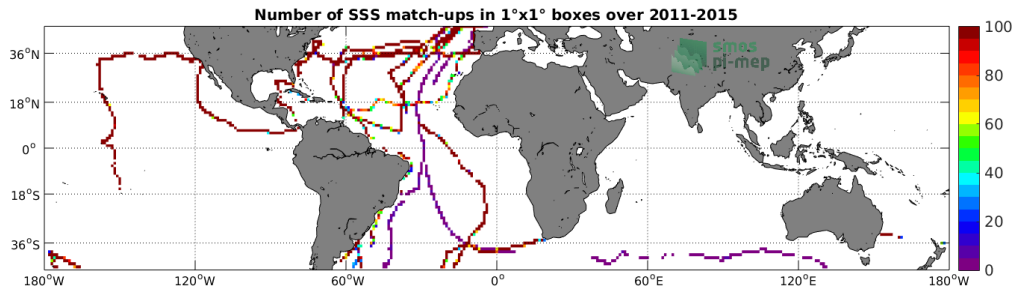 Number of SSS match-ups in 1°x1° boxes over 2011-2015
36°N
18°N
0°
18°S
36°S
180°W
120°W
60°W
0°
60°E
120°E
180°W
100
80
60
40
20
0
smos
pi-mep